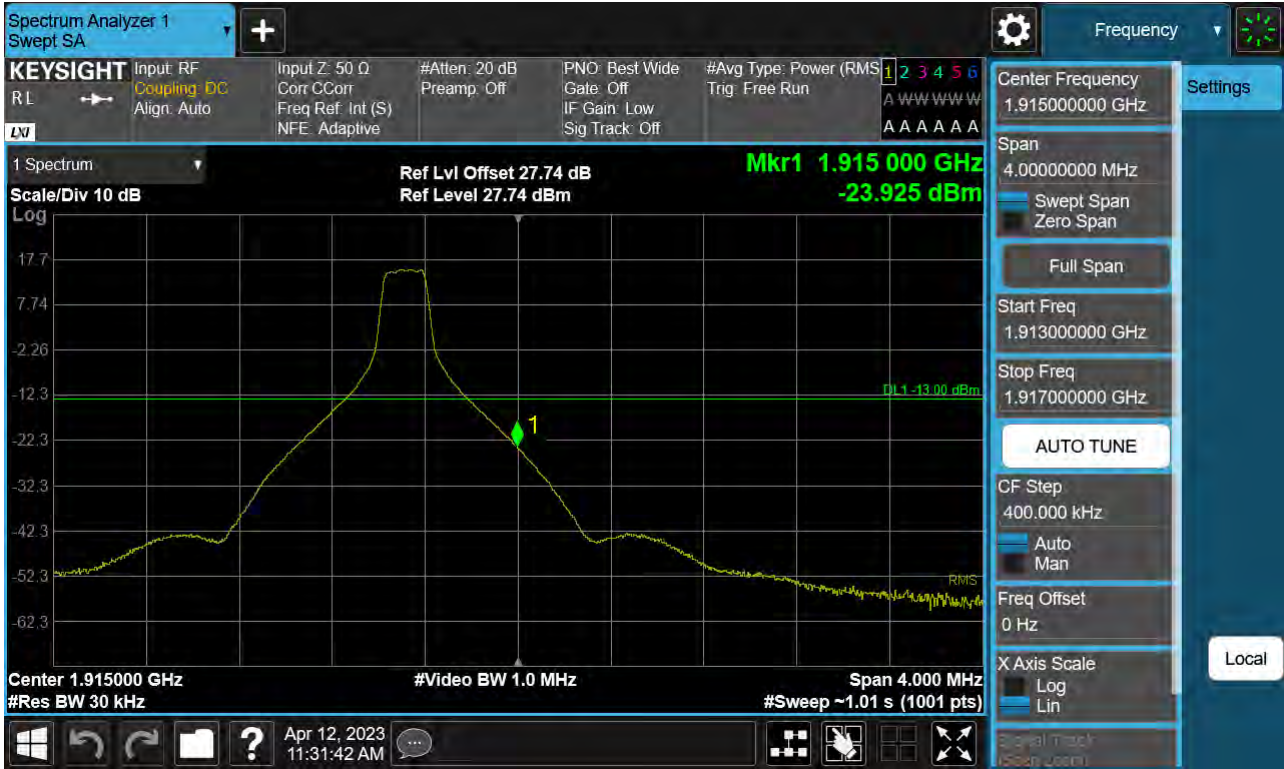 Spectrum Analyzer 1
Swept SA
+
Frequency
KEYSIGHT
RL
LXI
Input: RF
Coupling: DC
Align: Auto
Input Z: 50 Ω
Corr CCorr
Freq Ref: Int (S)
NFE: Adaptive
#Atten: 20 dB
Preamp: Off
PNO: Best Wide
Gate: Off
IF Gain: Low
Sig Track: Off
#Avg Type: Power (RMS
Trig: Free Run
1 2 3 4 5 6
A W W W W W
A A A A A A
1 Spectrum
Scale/Div 10 dB
Ref Lvl Offset 27.74 dB
Ref Level 27.74 dBm
Mkr1 1.915 000 GHz
-23.925 dBm
Log
17.7
7.74
-2.26
-12.3
-22.3
-32.3
-42.3
-52.3
-62.3
DL1 -13.00 dBm
1
RMS
Center 1.915000 GHz
#Video BW 1.0 MHz
Span 4.000 MHz
#Res BW 30 kHz
#Sweep ~1.01 s (1001 pts)
Center Frequency
1.915000000 GHz
Settings
Span
4.00000000 MHz
Swept Span
Zero Span
Full Span
Start Freq
1.913000000 GHz
Stop Freq
1.917000000 GHz
AUTO TUNE
CF Step
400.000 kHz
Auto
Man
Freq Offset
0 Hz
X Axis Scale
Log
Lin
Signal Track
(Span Zoom)
Local
?
Apr 12, 2023
11:31:42 AM